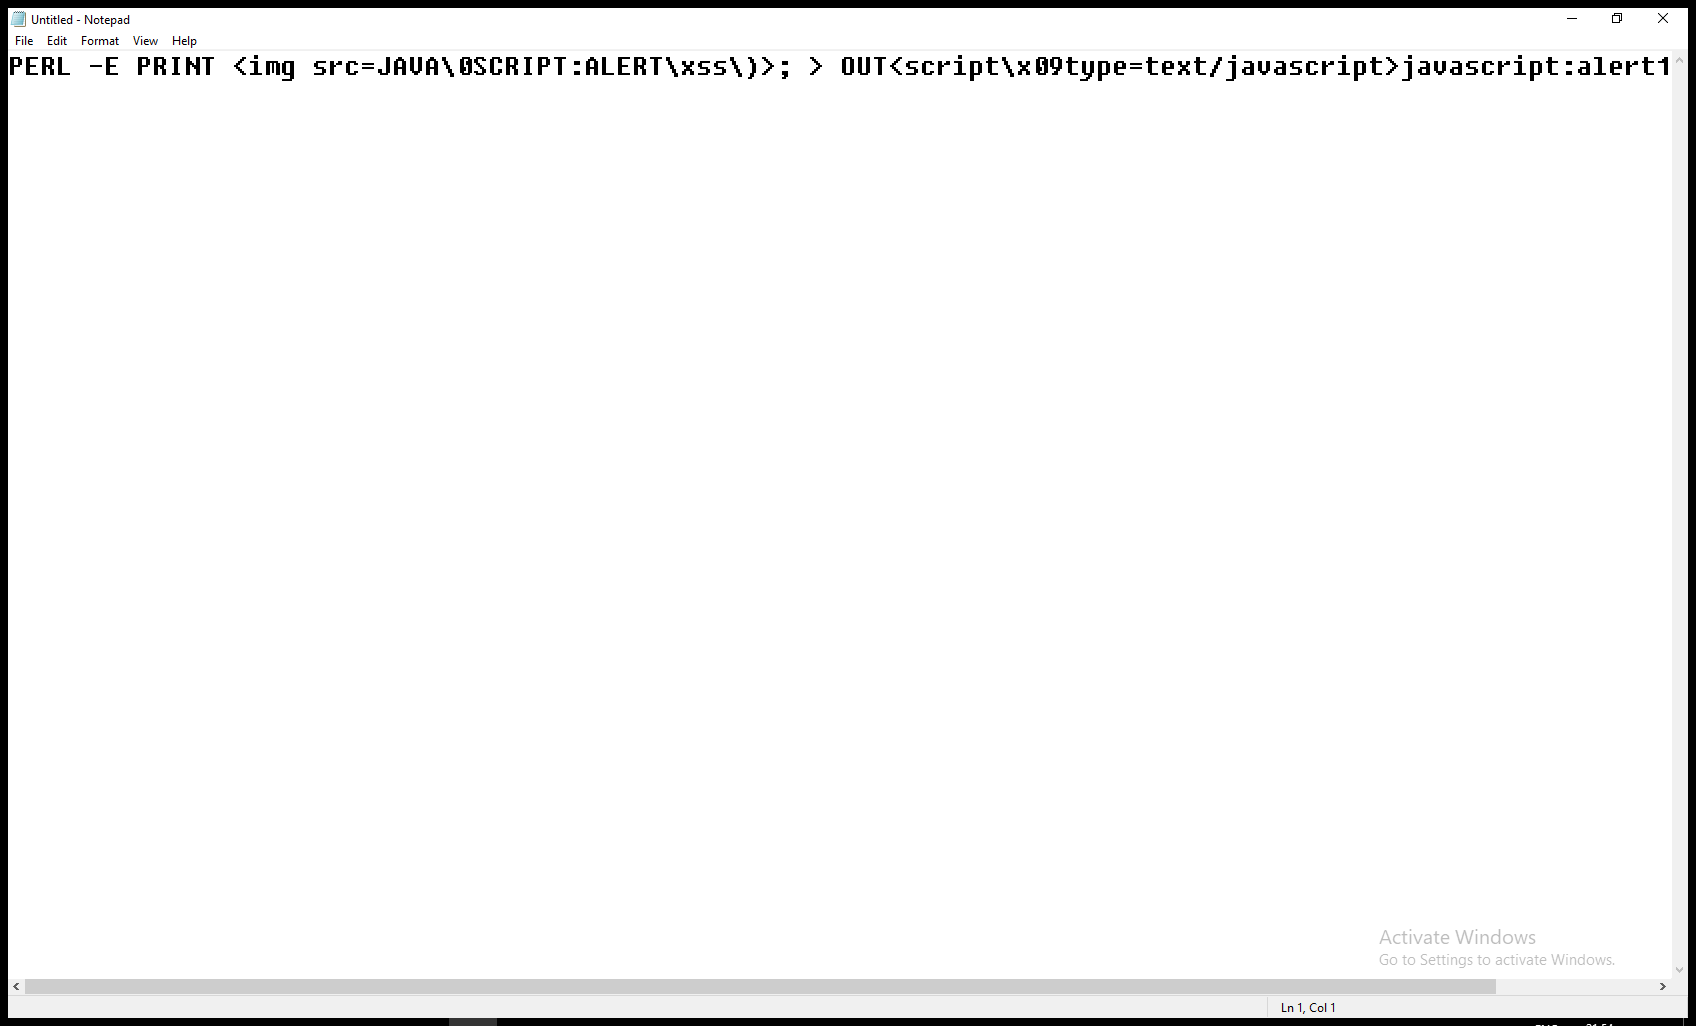 Untitled - Notepad
File Edit Format View Help
PERL -E PRINT <img src=JAVA\0SCRIPT:ALERT\xss\)>; > OUT<script\x09type=text/javascript>javascript:alert1
Activate Windows
Go to Settings to activate Windows.
Ln 1, Col 1